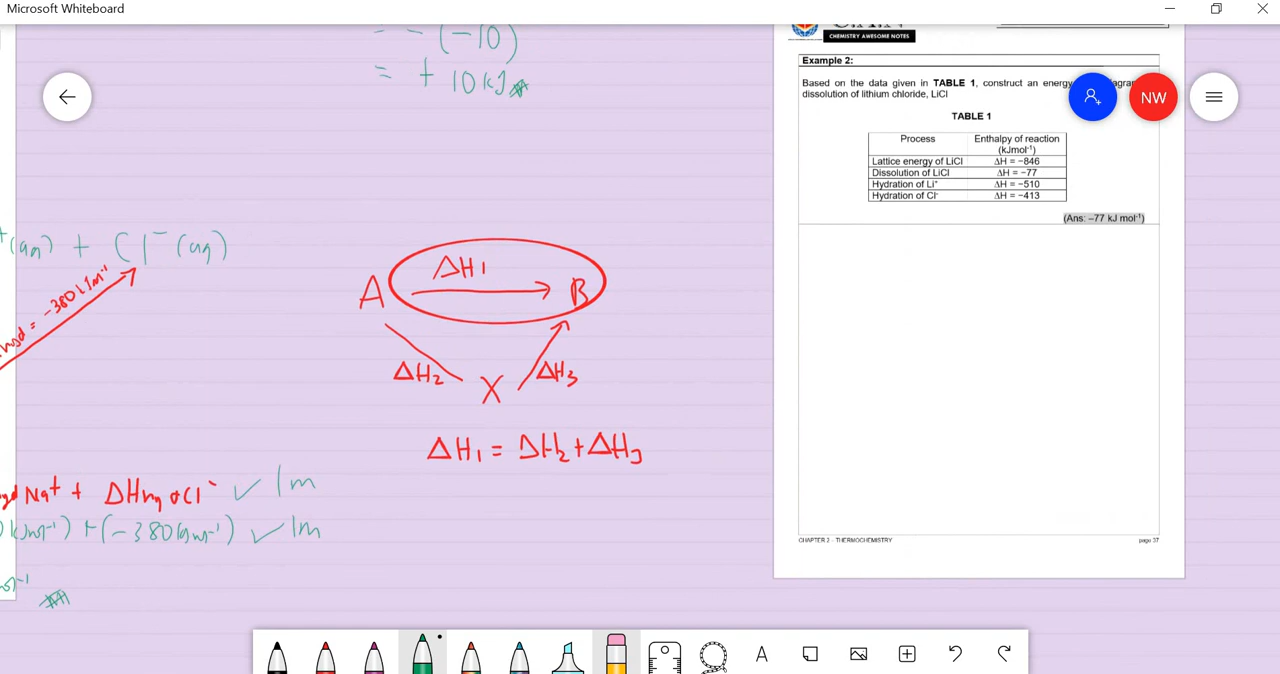 Microsoft Whiteboard
= - (-10)
= + 10 kJ
+(aq) + Cl⁻ (aq)
= -380 kJm⁻¹
ΔH₁
A
B
ΔH₂
X
ΔH₃
ΔH₁ = ΔH₂ + ΔH₃
Na⁺ + ΔHhyd Cl⁻ ✓ 1m
+ (-380 kJmol⁻¹) ✓ 1m
CHEMISTRY AWESOME NOTES
NW
Example 2:
Based on the data given in TABLE 1, construct an energy
dissolution of lithium chloride, LiCl
TABLE 1
Process Enthalpy of reaction
(kJmol⁻¹)
Lattice energy of LiCl ΔH = −846
Dissolution of LiCl ΔH = −77
Hydration of Li⁺ ΔH = −510
Hydration of Cl⁻ ΔH = −413
(Ans: −77 kJ mol⁻¹)
CHAPTER 2 - THERMOCHEMISTRY page 37
A